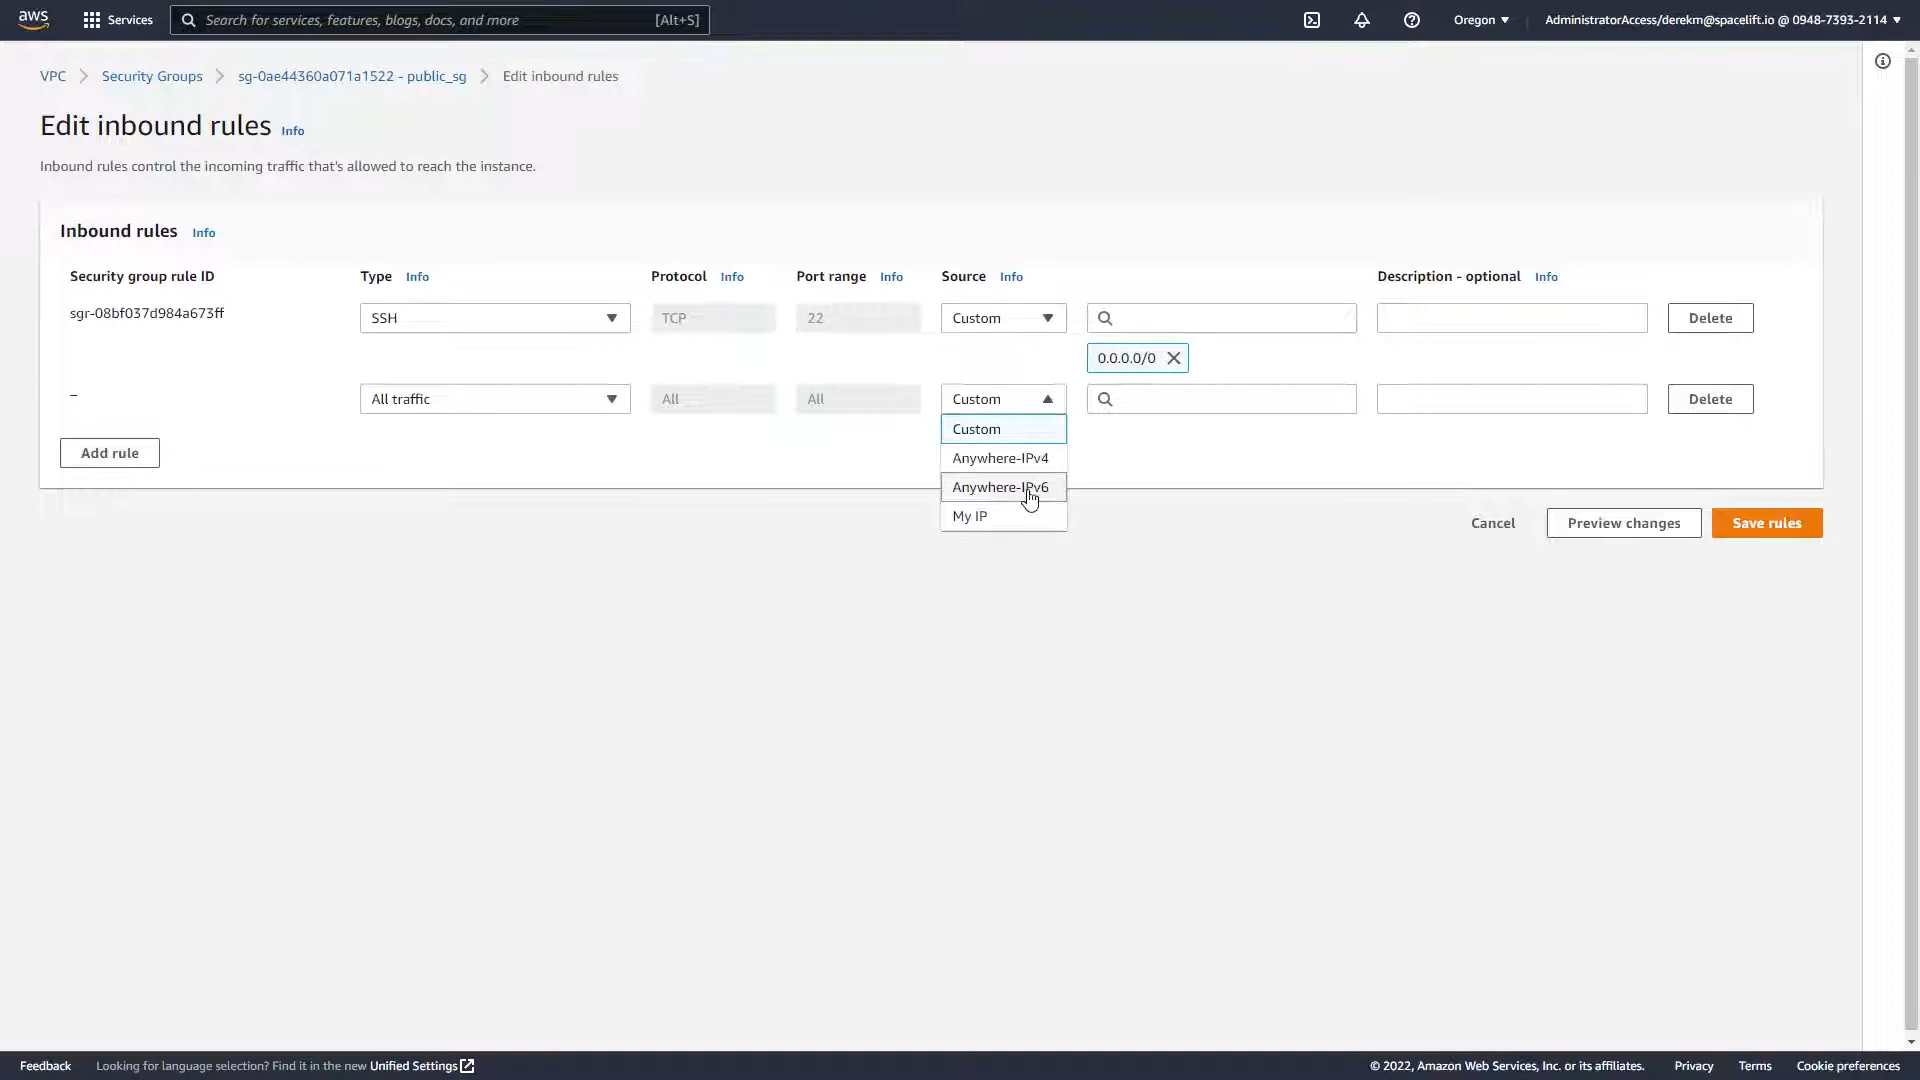 aws Services Search for services, features, blogs, docs, and more [Alt+S] Oregon AdministratorAccess/derekm@spacelift.io @ 0948-7393-2114
VPC Security Groups sg-0ae44360a071a1522 - public_sg Edit inbound rules
Edit inbound rules Info
Inbound rules control the incoming traffic that's allowed to reach the instance.
Inbound rules Info
Security group rule ID Type Info Protocol Info Port range Info Source Info Description - optional Info
sgr-08bf037d984a673ff SSH TCP 22 Custom Delete
0.0.0.0/0
– All traffic All All Custom Delete
Custom
Add rule
Anywhere-IPv4
Anywhere-IPv6
My IP
Cancel Preview changes Save rules
Feedback Looking for language selection? Find it in the new Unified Settings © 2022, Amazon Web Services, Inc. or its affiliates. Privacy Terms Cookie preferences